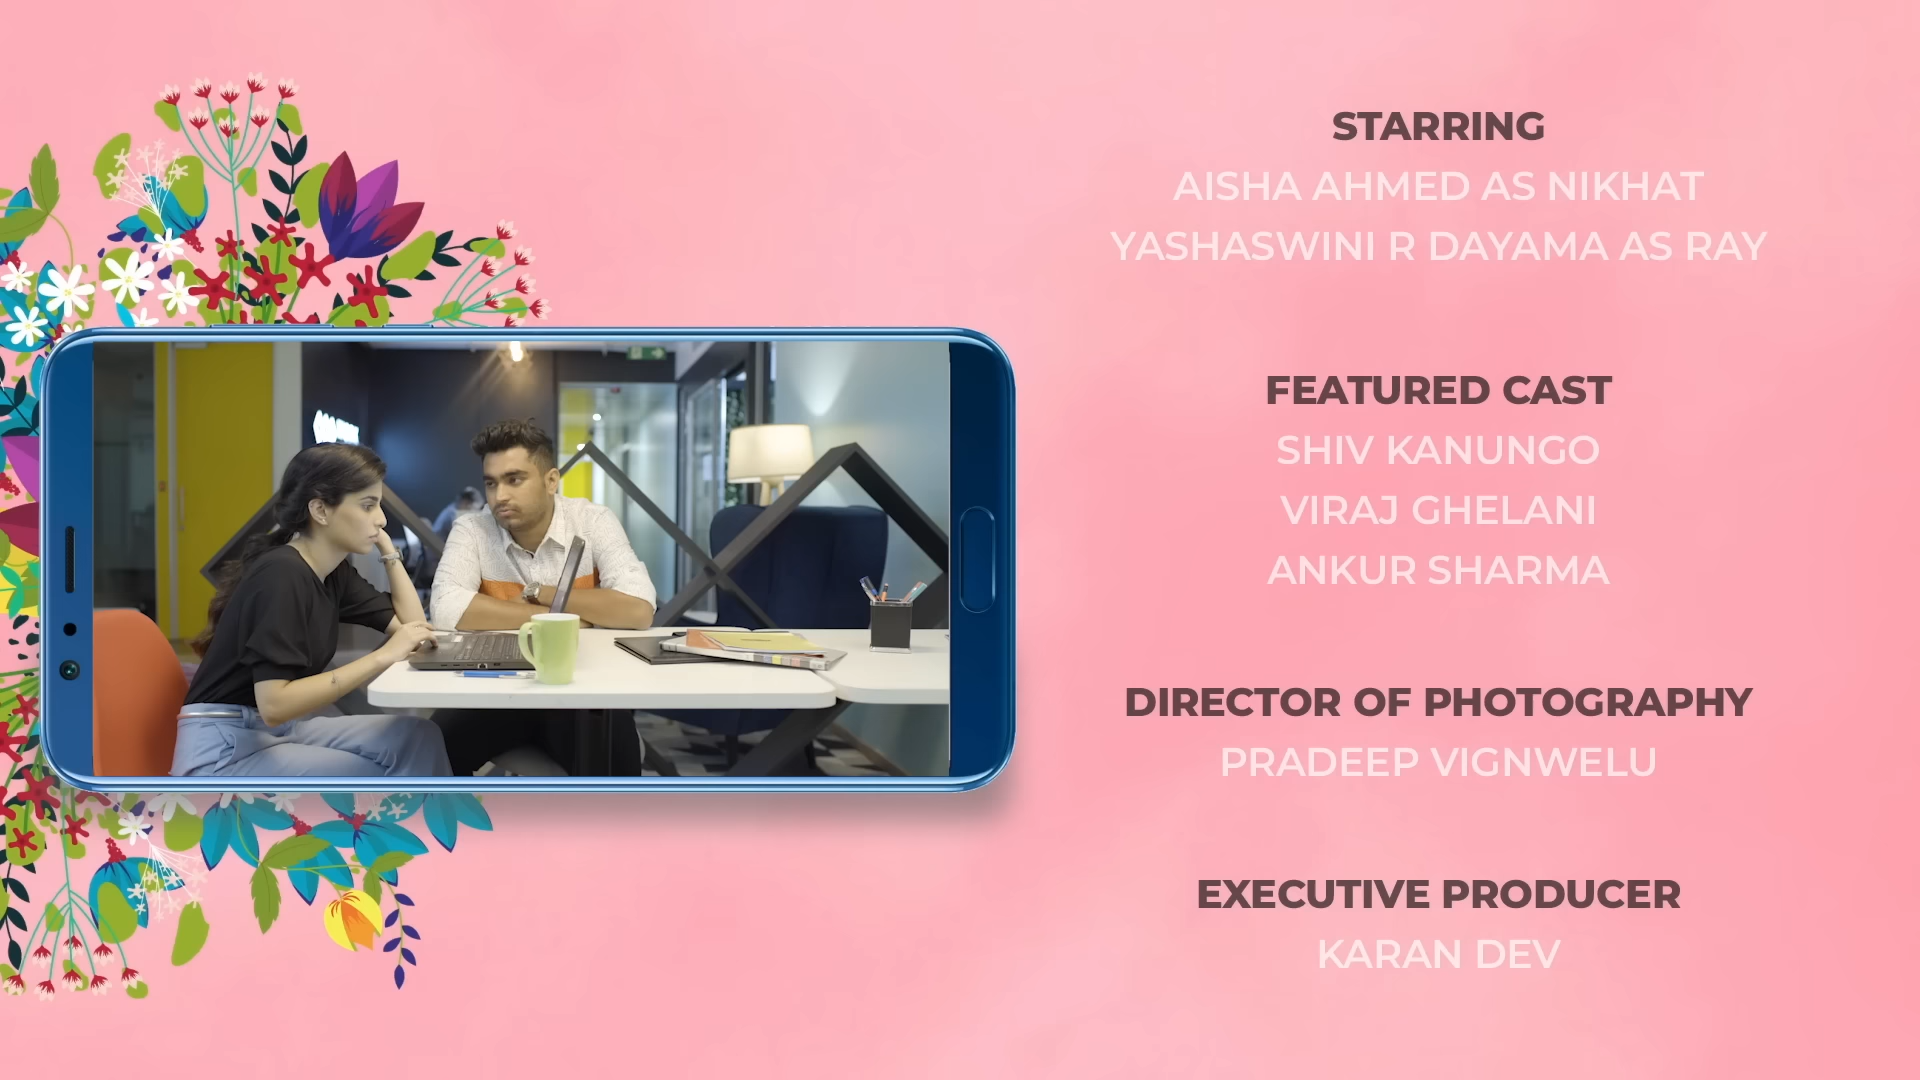 STARRING
AISHA AHMED AS NIKHAT
YASHASWINI R DAYAMA AS RAY
FEATURED CAST
SHIV KANUNGO
VIRAJ GHELANI
ANKUR SHARMA
DIRECTOR OF PHOTOGRAPHY
PRADEEP VIGNWELU
EXECUTIVE PRODUCER
KARAN DEV